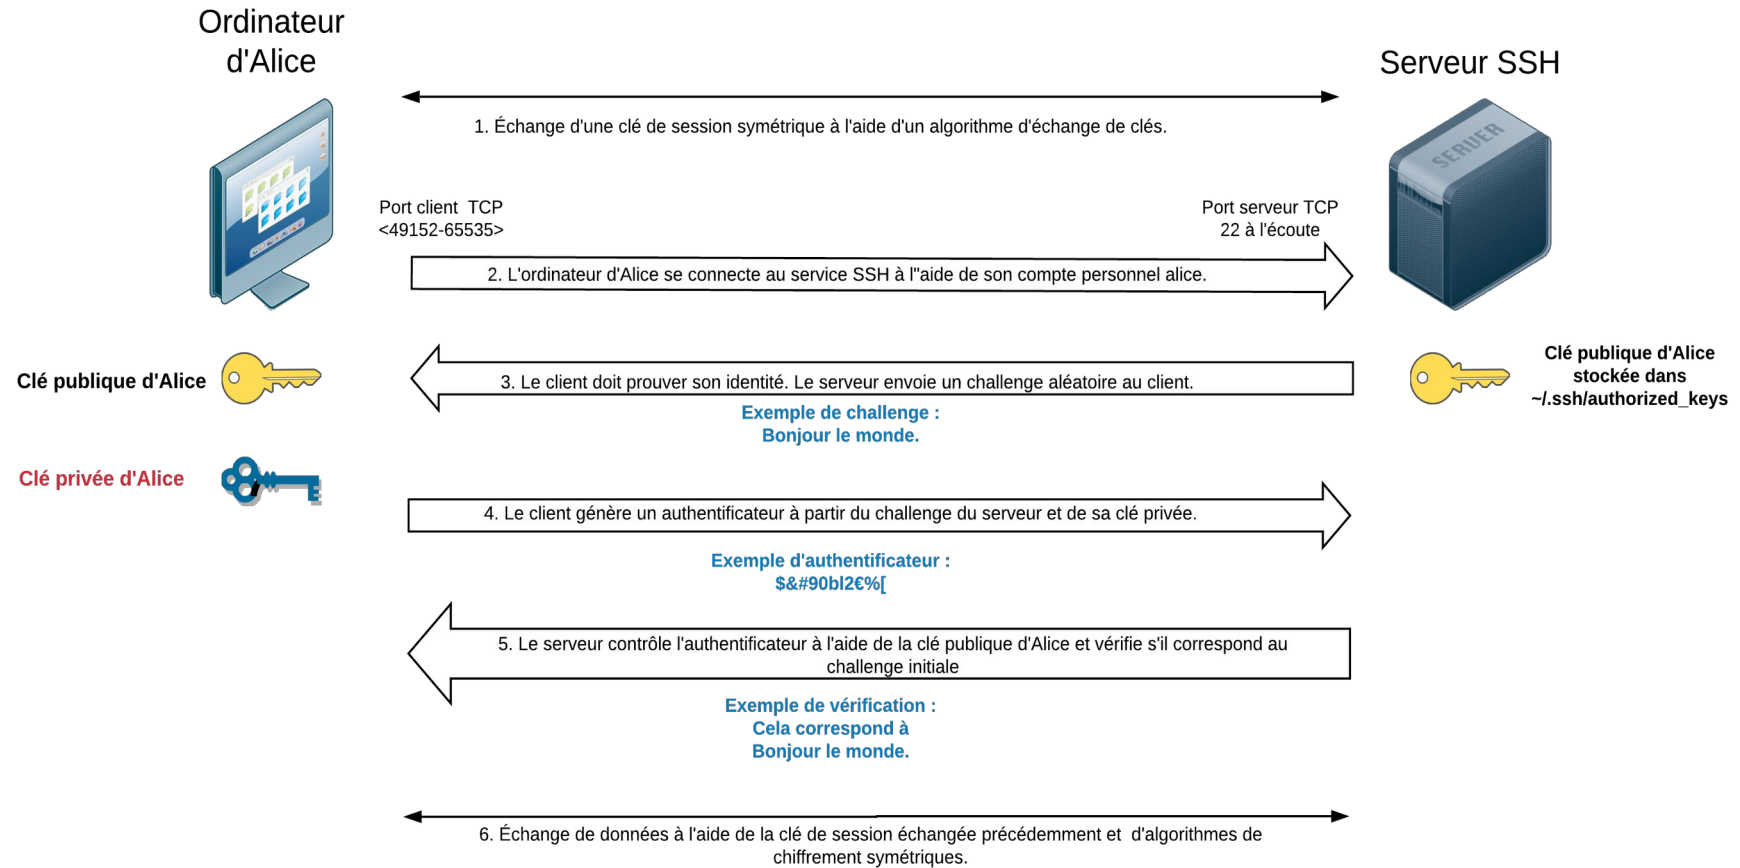 Ordinateur
d'Alice
Serveur SSH
1. Échange d'une clé de session symétrique à l'aide d'un algorithme d'échange de clés.
SERVER
Port client  TCP
<49152-65535>
Port serveur TCP
22 à l'écoute
2. L'ordinateur d'Alice se connecte au service SSH à l"aide de son compte personnel alice.
Clé publique d'Alice
3. Le client doit prouver son identité. Le serveur envoie un challenge aléatoire au client.
Clé publique d'Alice
stockée dans
~/.ssh/authorized_keys
Exemple de challenge :
Bonjour le monde.
Clé privée d'Alice
4. Le client génère un authentificateur à partir du challenge du serveur et de sa clé privée.
Exemple d'authentificateur :
$&#90bl2€%[
5. Le serveur contrôle l'authentificateur à l'aide de la clé publique d'Alice et vérifie s'il correspond au
challenge initiale
Exemple de vérification :
Cela correspond à
Bonjour le monde.
6. Échange de données à l'aide de la clé de session échangée précédemment et  d'algorithmes de
chiffrement symétriques.